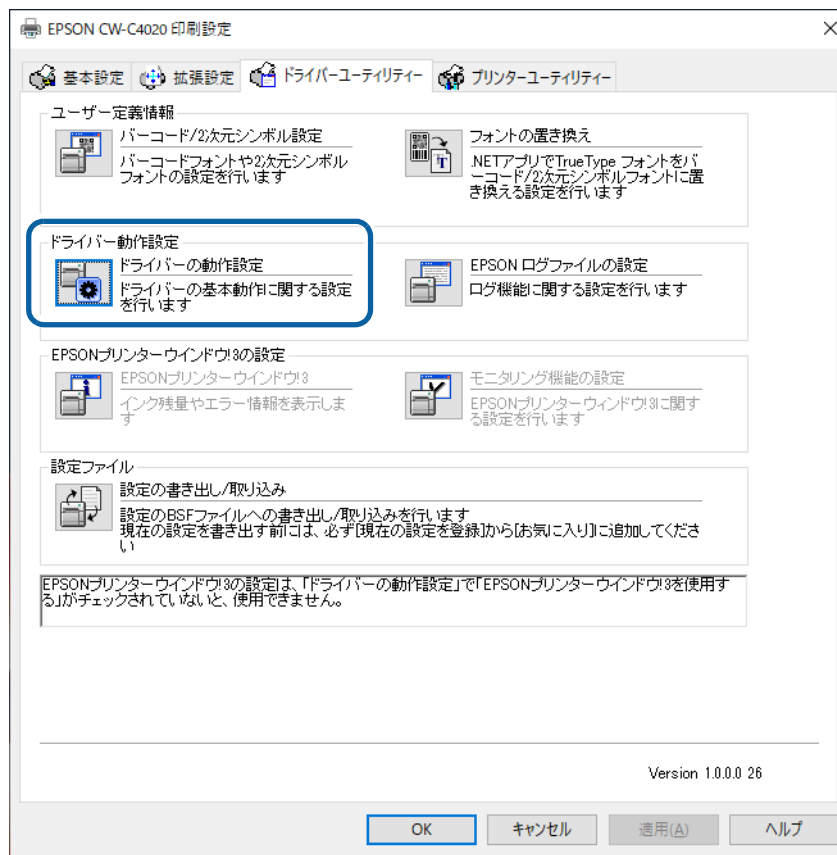 EPSON CW-C4020 印刷設定
基本設定 拡張設定 ドライバーユーティリティー プリンターユーティリティー
ユーザー定義情報
バーコード/2次元シンボル設定
バーコードフォントや2次元シンボル
フォントの設定を行います
フォントの置き換え
.NETアプリでTrueType フォントをバ
ーコード/2次元シンボルフォントに置
き換える設定を行います
ドライバー動作設定
ドライバーの動作設定
ドライバーの基本動作に関する設定
を行います
EPSON ログファイルの設定
ログ機能に関する設定を行います
EPSONプリンターウインドウ!3の設定
EPSONプリンターウインドウ!3
インク残量やエラー情報を表示しま
す
モニタリング機能の設定
EPSONプリンターウィンドウ!3に関す
る設定を行います
設定ファイル
設定の書き出し/取り込み
設定のBSFファイルへの書き出し/取り込みを行います
現在の設定を書き出す前には、必ず[現在の設定を登録]から[お気に入り]に追加してくださ
い
EPSONプリンターウインドウ!3の設定は、「ドライバーの動作設定」で「EPSONプリンターウインドウ!3を使用す
る」がチェックされていないと、使用できません。
Version 1.0.0.0 26
OK キャンセル 適用(A) ヘルプ